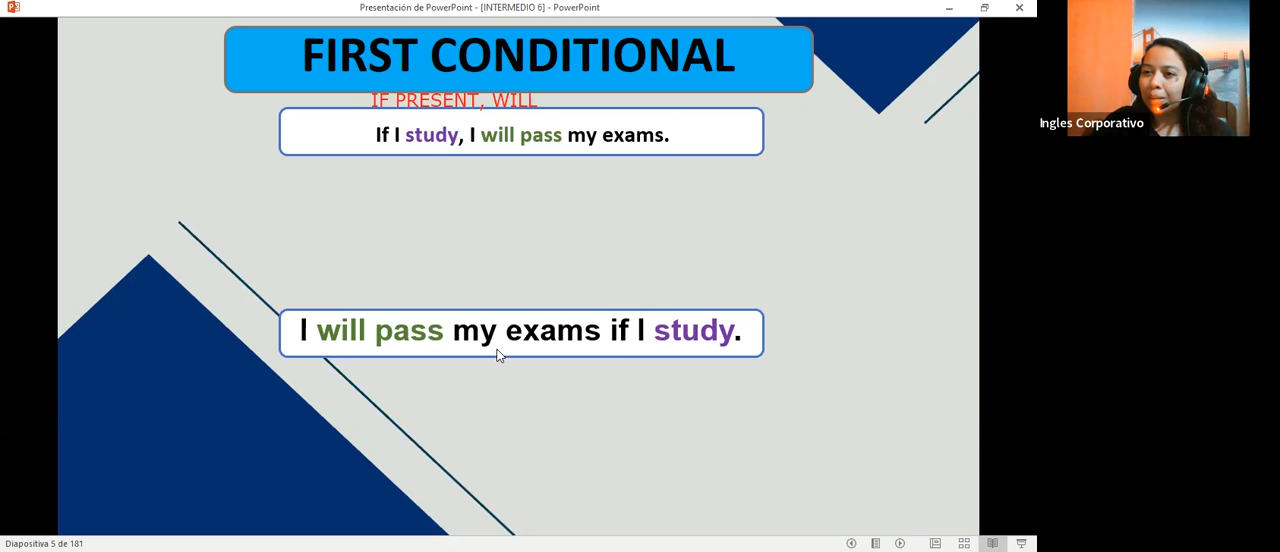 Presentación de PowerPoint - [INTERMEDIO 6] - PowerPoint
FIRST CONDITIONAL
IF PRESENT, WILL
If I study, I will pass my exams.
I will pass my exams if I study.
Ingles Corporativo
Diapositiva 5 de 181